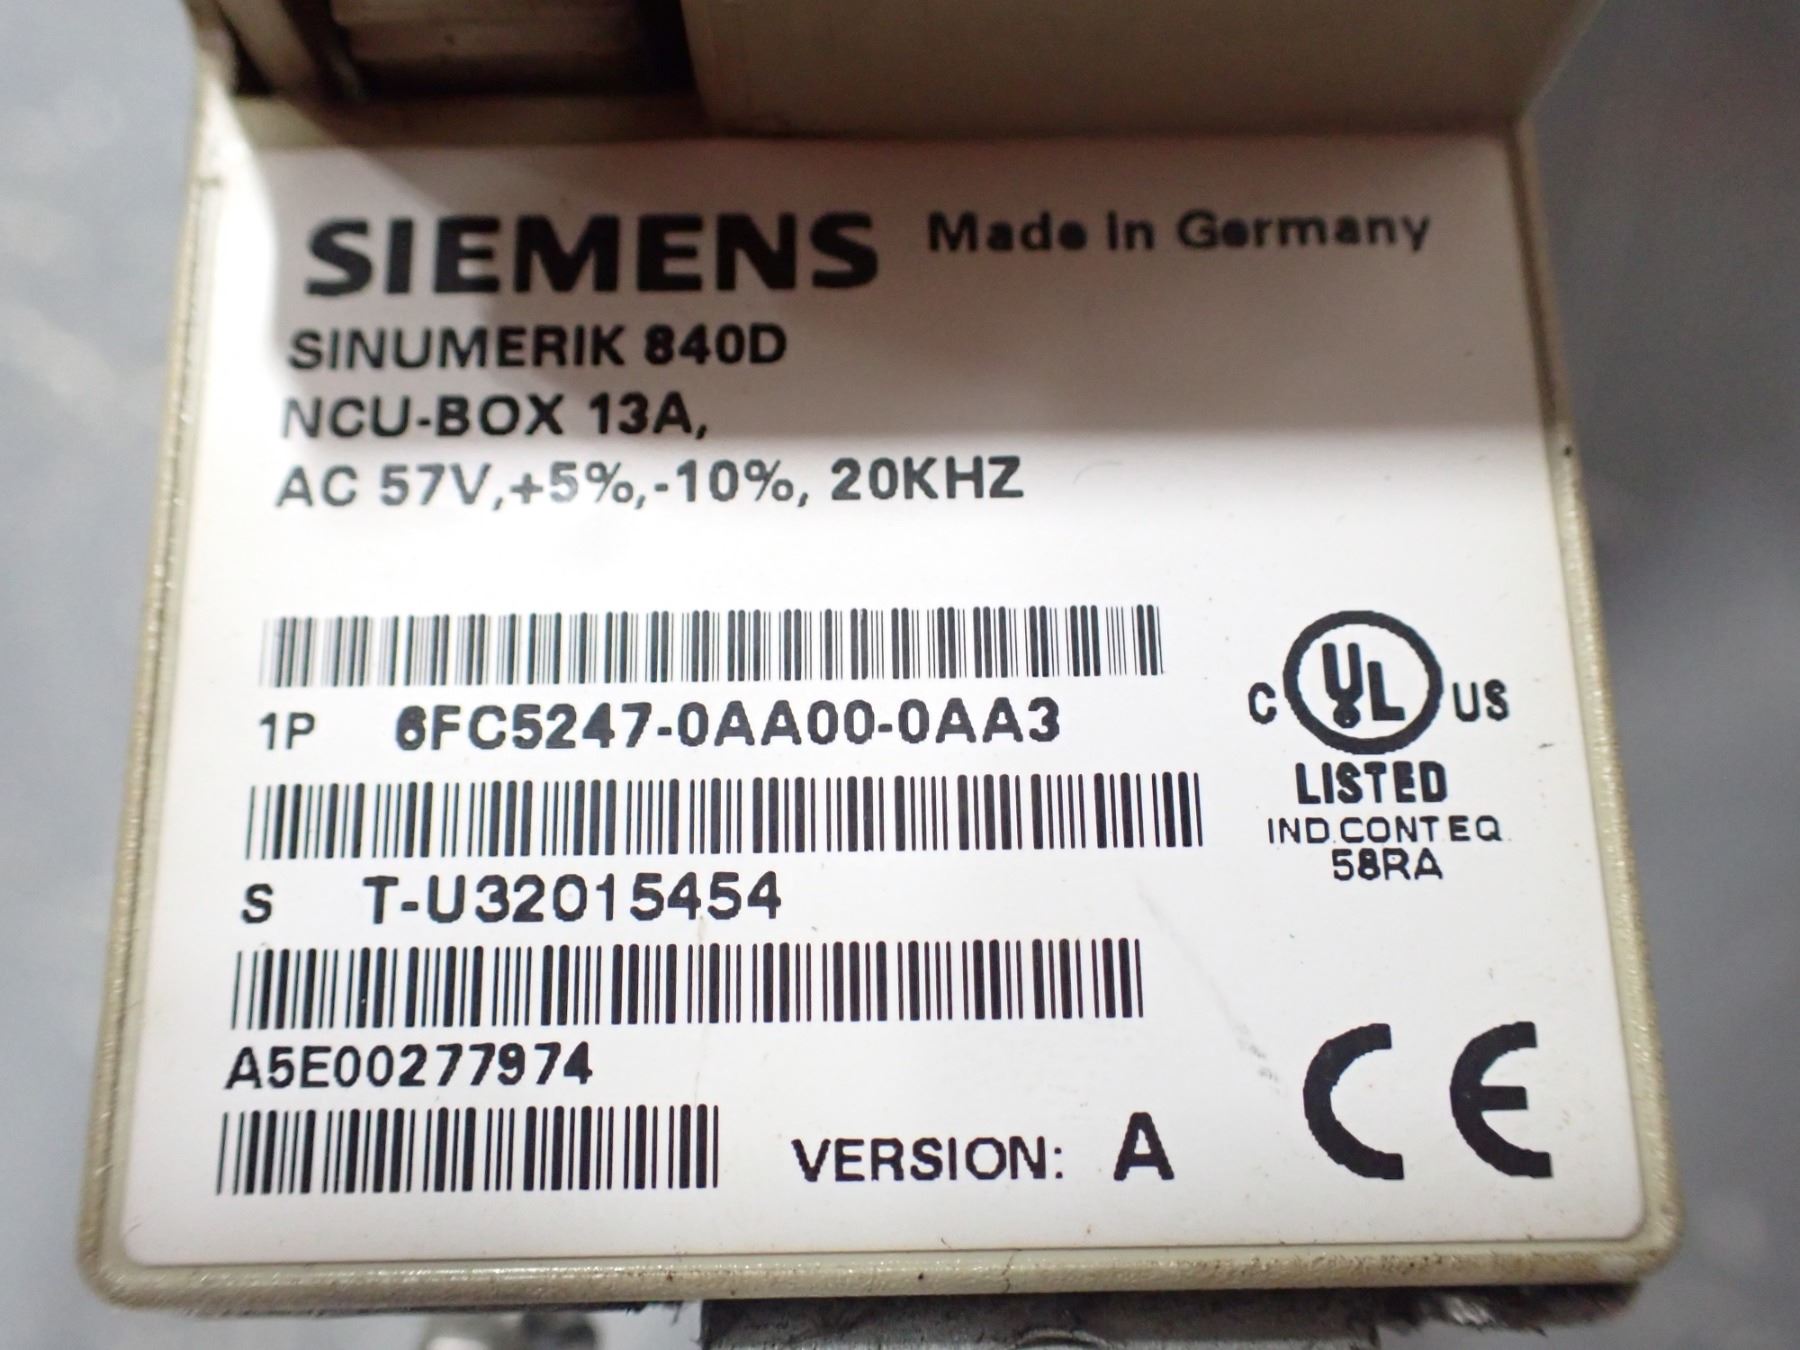 SIEMENS Made in Germany
SINUMERIK 840D
NCU-BOX 13A,
AC 57V,+5%,-10%, 20KHZ
1P 6FC5247-0AA00-0AA3
C UL US
LISTED
IND.CONT EQ.
58RA
S T-U32015454
A5E00277974
VERSION: A
CE